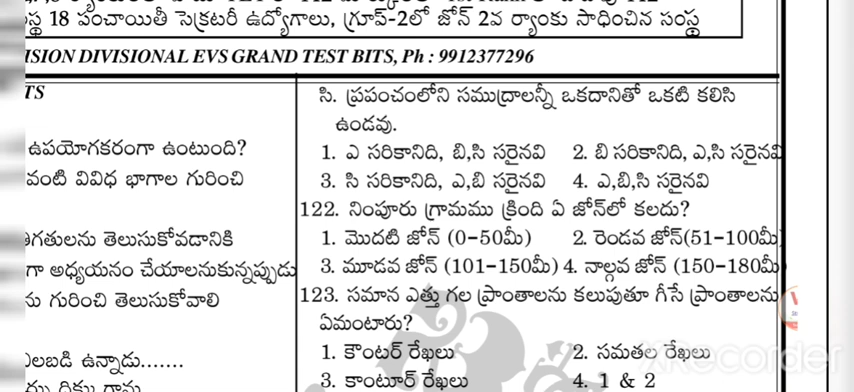 స్థ 18 పంచాయితీ సెక్రటరీ ఉద్యోగాలు, గ్రూప్-2లో జోన్ 2వ ర్యాంకు సాధించిన సంస్థ
ISION DIVISIONAL EVS GRAND TEST BITS, Ph : 9912377296
TS
ఉపయోగకరంగా ఉంటుంది?
వంటి వివిధ భాగాల గురించి
గతులను తెలుసుకోవడానికి
గా అధ్యయనం చేయాలనుకున్నప్పుడు
ను గురించి తెలుసుకోవాలి
లబడి ఉన్నాడు.......
సి. ప్రపంచంలోని సముద్రాలన్నీ ఒకదానితో ఒకటి కలిసి
ఉండవు.
1. ఎ సరికానిది, బి,సి సరైనవి 2. బి సరికానిది, ఎ,సి సరైనవి
3. సి సరికానిది, ఎ,బి సరైనవి 4. ఎ,బి,సి సరైనవి
122. నింపూరు గ్రామము క్రింది ఏ జోన్‌లో కలదు?
1. మొదటి జోన్ (0-50మీ) 2. రెండవ జోన్(51-100మీ
3. మూడవ జోన్ (101-150మీ) 4. నాల్గవ జోన్ (150-180మీ
123. సమాన ఎత్తు గల ప్రాంతాలను కలుపుతూ గీసే ప్రాంతాలను
ఏమంటారు?
1. కౌంటర్ రేఖలు 2. సమతల రేఖలు
3. కాంటూర్ రేఖలు 4. 1 & 2
XRecorder